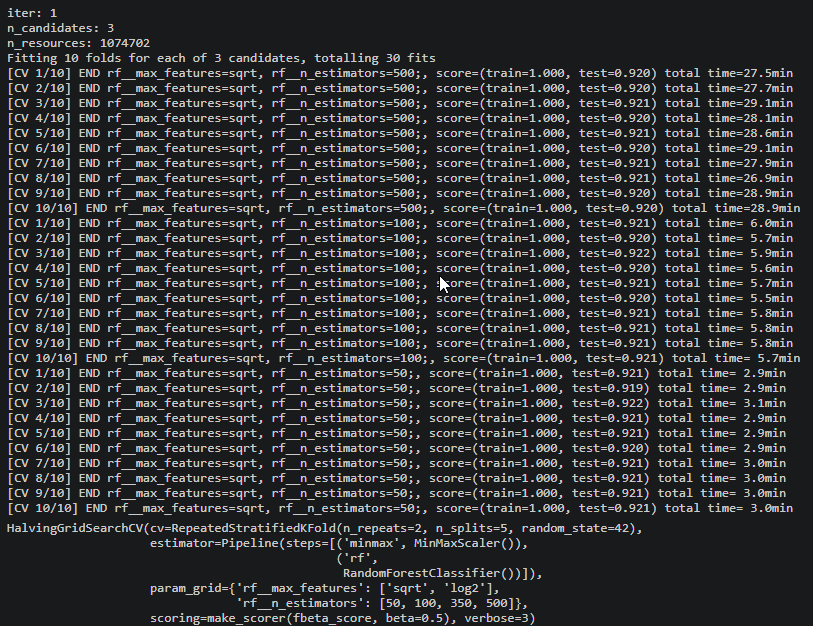 iter: 1
n_candidates: 3
n_resources: 1074702
Fitting 10 folds for each of 3 candidates, totalling 30 fits
[CV 1/10] END rf__max_features=sqrt, rf__n_estimators=500;, score=(train=1.000, test=0.920) total time=27.5min
[CV 2/10] END rf__max_features=sqrt, rf__n_estimators=500;, score=(train=1.000, test=0.920) total time=27.7min
[CV 3/10] END rf__max_features=sqrt, rf__n_estimators=500;, score=(train=1.000, test=0.921) total time=29.1min
[CV 4/10] END rf__max_features=sqrt, rf__n_estimators=500;, score=(train=1.000, test=0.920) total time=28.1min
[CV 5/10] END rf__max_features=sqrt, rf__n_estimators=500;, score=(train=1.000, test=0.921) total time=28.6min
[CV 6/10] END rf__max_features=sqrt, rf__n_estimators=500;, score=(train=1.000, test=0.920) total time=29.1min
[CV 7/10] END rf__max_features=sqrt, rf__n_estimators=500;, score=(train=1.000, test=0.921) total time=27.9min
[CV 8/10] END rf__max_features=sqrt, rf__n_estimators=500;, score=(train=1.000, test=0.921) total time=26.9min
[CV 9/10] END rf__max_features=sqrt, rf__n_estimators=500;, score=(train=1.000, test=0.920) total time=28.9min
[CV 10/10] END rf__max_features=sqrt, rf__n_estimators=500;, score=(train=1.000, test=0.920) total time=28.9min
[CV 1/10] END rf__max_features=sqrt, rf__n_estimators=100;, score=(train=1.000, test=0.921) total time= 6.0min
[CV 2/10] END rf__max_features=sqrt, rf__n_estimators=100;, score=(train=1.000, test=0.920) total time= 5.7min
[CV 3/10] END rf__max_features=sqrt, rf__n_estimators=100;, score=(train=1.000, test=0.922) total time= 5.9min
[CV 4/10] END rf__max_features=sqrt, rf__n_estimators=100;, score=(train=1.000, test=0.920) total time= 5.6min
[CV 5/10] END rf__max_features=sqrt, rf__n_estimators=100;, score=(train=1.000, test=0.921) total time= 5.7min
[CV 6/10] END rf__max_features=sqrt, rf__n_estimators=100;, score=(train=1.000, test=0.920) total time= 5.5min
[CV 7/10] END rf__max_features=sqrt, rf__n_estimators=100;, score=(train=1.000, test=0.921) total time= 5.8min
[CV 8/10] END rf__max_features=sqrt, rf__n_estimators=100;, score=(train=1.000, test=0.921) total time= 5.8min
[CV 9/10] END rf__max_features=sqrt, rf__n_estimators=100;, score=(train=1.000, test=0.921) total time= 5.8min
[CV 10/10] END rf__max_features=sqrt, rf__n_estimators=100;, score=(train=1.000, test=0.921) total time= 5.7min
[CV 1/10] END rf__max_features=sqrt, rf__n_estimators=50;, score=(train=1.000, test=0.921) total time= 2.9min
[CV 2/10] END rf__max_features=sqrt, rf__n_estimators=50;, score=(train=1.000, test=0.919) total time= 2.9min
[CV 3/10] END rf__max_features=sqrt, rf__n_estimators=50;, score=(train=1.000, test=0.922) total time= 3.1min
[CV 4/10] END rf__max_features=sqrt, rf__n_estimators=50;, score=(train=1.000, test=0.921) total time= 2.9min
[CV 5/10] END rf__max_features=sqrt, rf__n_estimators=50;, score=(train=1.000, test=0.921) total time= 2.9min
[CV 6/10] END rf__max_features=sqrt, rf__n_estimators=50;, score=(train=1.000, test=0.920) total time= 2.9min
[CV 7/10] END rf__max_features=sqrt, rf__n_estimators=50;, score=(train=1.000, test=0.921) total time= 3.0min
[CV 8/10] END rf__max_features=sqrt, rf__n_estimators=50;, score=(train=1.000, test=0.921) total time= 3.0min
[CV 9/10] END rf__max_features=sqrt, rf__n_estimators=50;, score=(train=1.000, test=0.921) total time= 3.0min
[CV 10/10] END rf__max_features=sqrt, rf__n_estimators=50;, score=(train=1.000, test=0.921) total time= 3.0min
HalvingGridSearchCV(cv=RepeatedStratifiedKFold(n_repeats=2, n_splits=5, random_state=42),
estimator=Pipeline(steps=[('minmax', MinMaxScaler()),
('rf',
RandomForestClassifier())]),
param_grid={'rf__max_features': ['sqrt', 'log2'],
'rf__n_estimators': [50, 100, 350, 500]},
scoring=make_scorer(fbeta_score, beta=0.5), verbose=3)